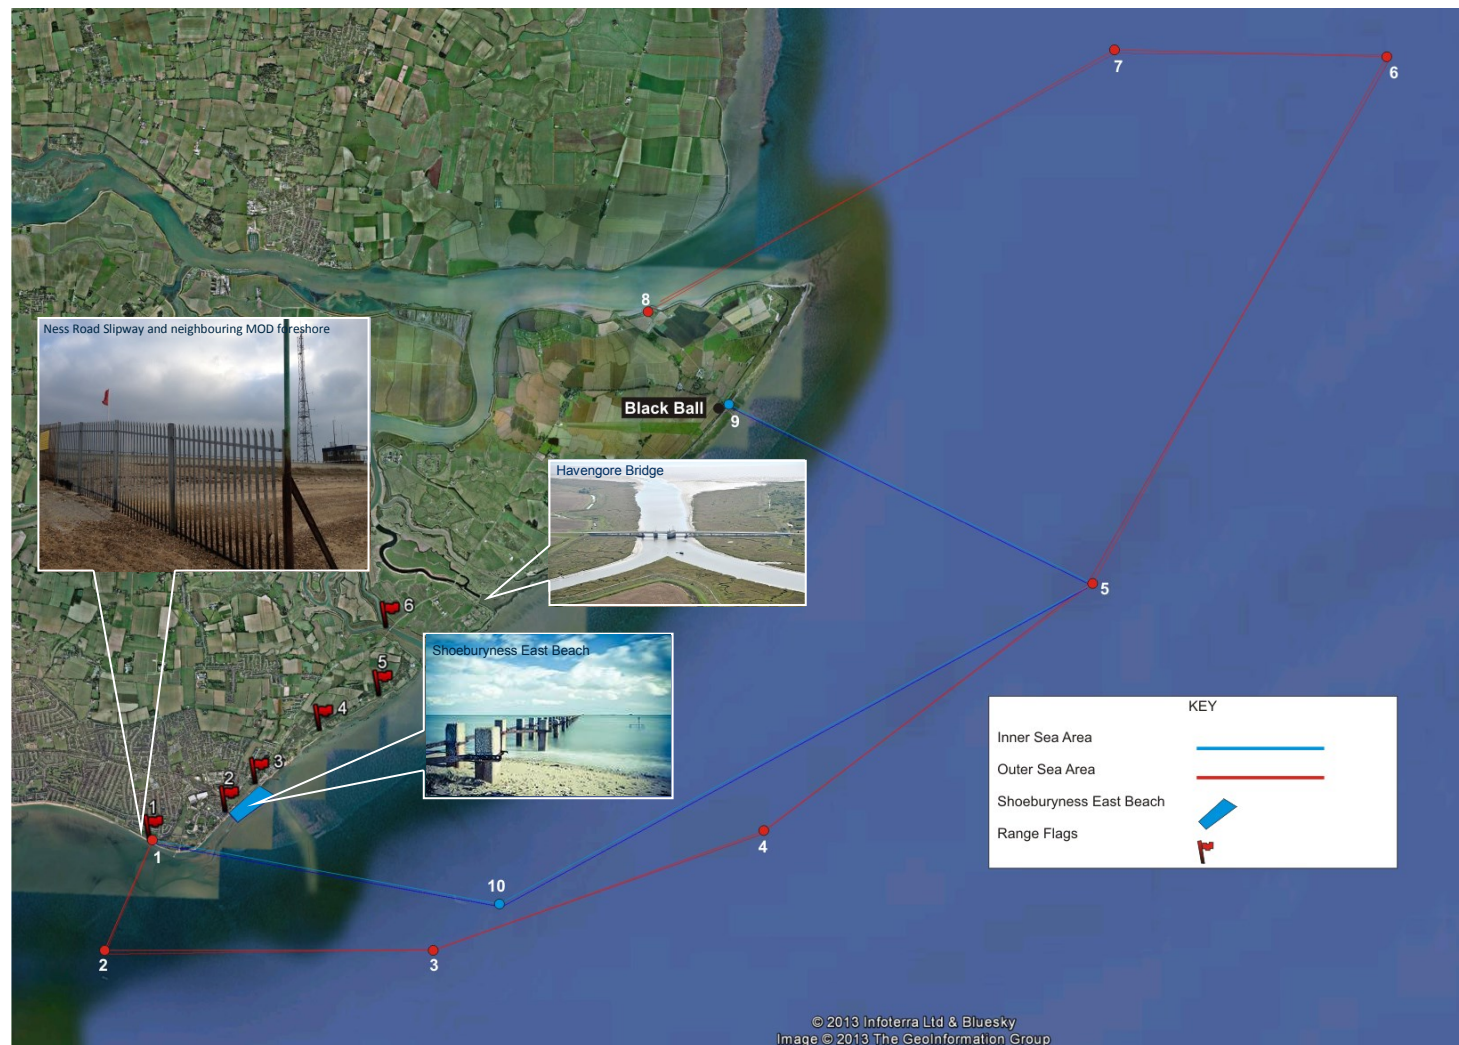 7
6
8
Ness Road Slipway and neighbouring MOD foreshore
Black Ball
9
Havengore Bridge
5
6
Shoeburyness East Beach
5
4
3
2
1
1
10
4
2
3
KEY
Inner Sea Area
Outer Sea Area
Shoeburyness East Beach
Range Flags
© 2013 Infoterra Ltd & Bluesky
Image © 2013 The GeoInformation Group